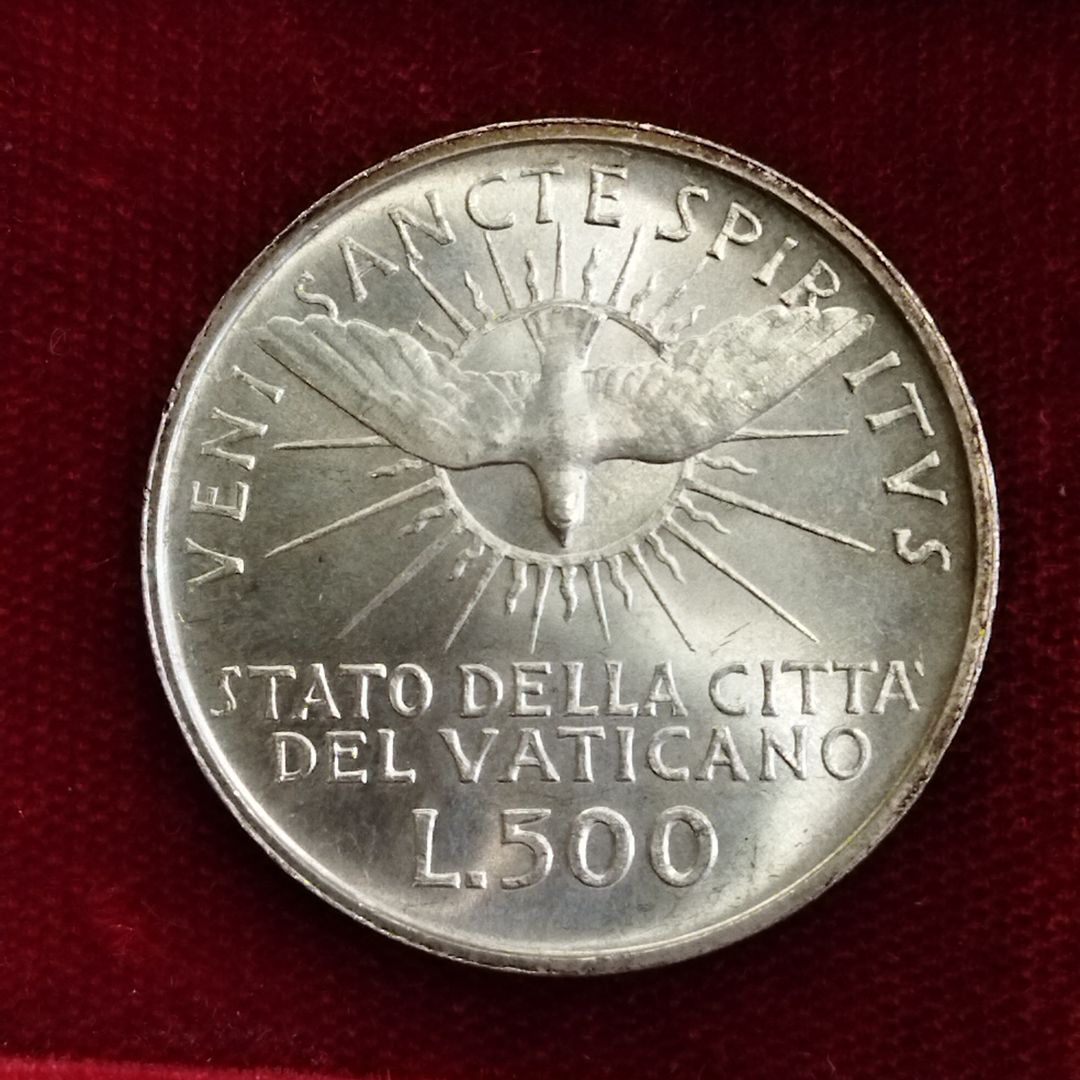 VENI SANCTE SPIRITVS
STATO DELLA CITTA'
DEL VATICANO
L.500